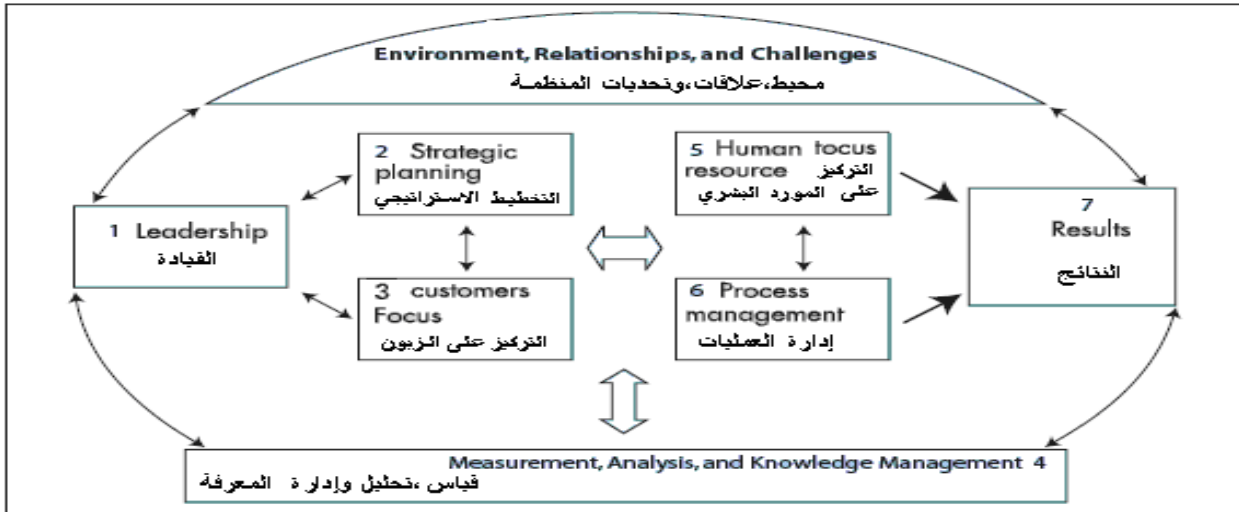 Environment, Relationships, and Challenges
محيط،علاقات،وتحديات المنظمة
2 Strategic
planning
التخطيط الاستراتيجي
5 Human focus
resource التركيز
على المورد البشري
1 Leadership
القيادة
7
Results
النتائج
3 customers
Focus
التركيز على الزبون
6 Process
management
إدارة العمليات
Measurement, Analysis, and Knowledge Management 4
قياس ،تحليل وإدارة المعرفة